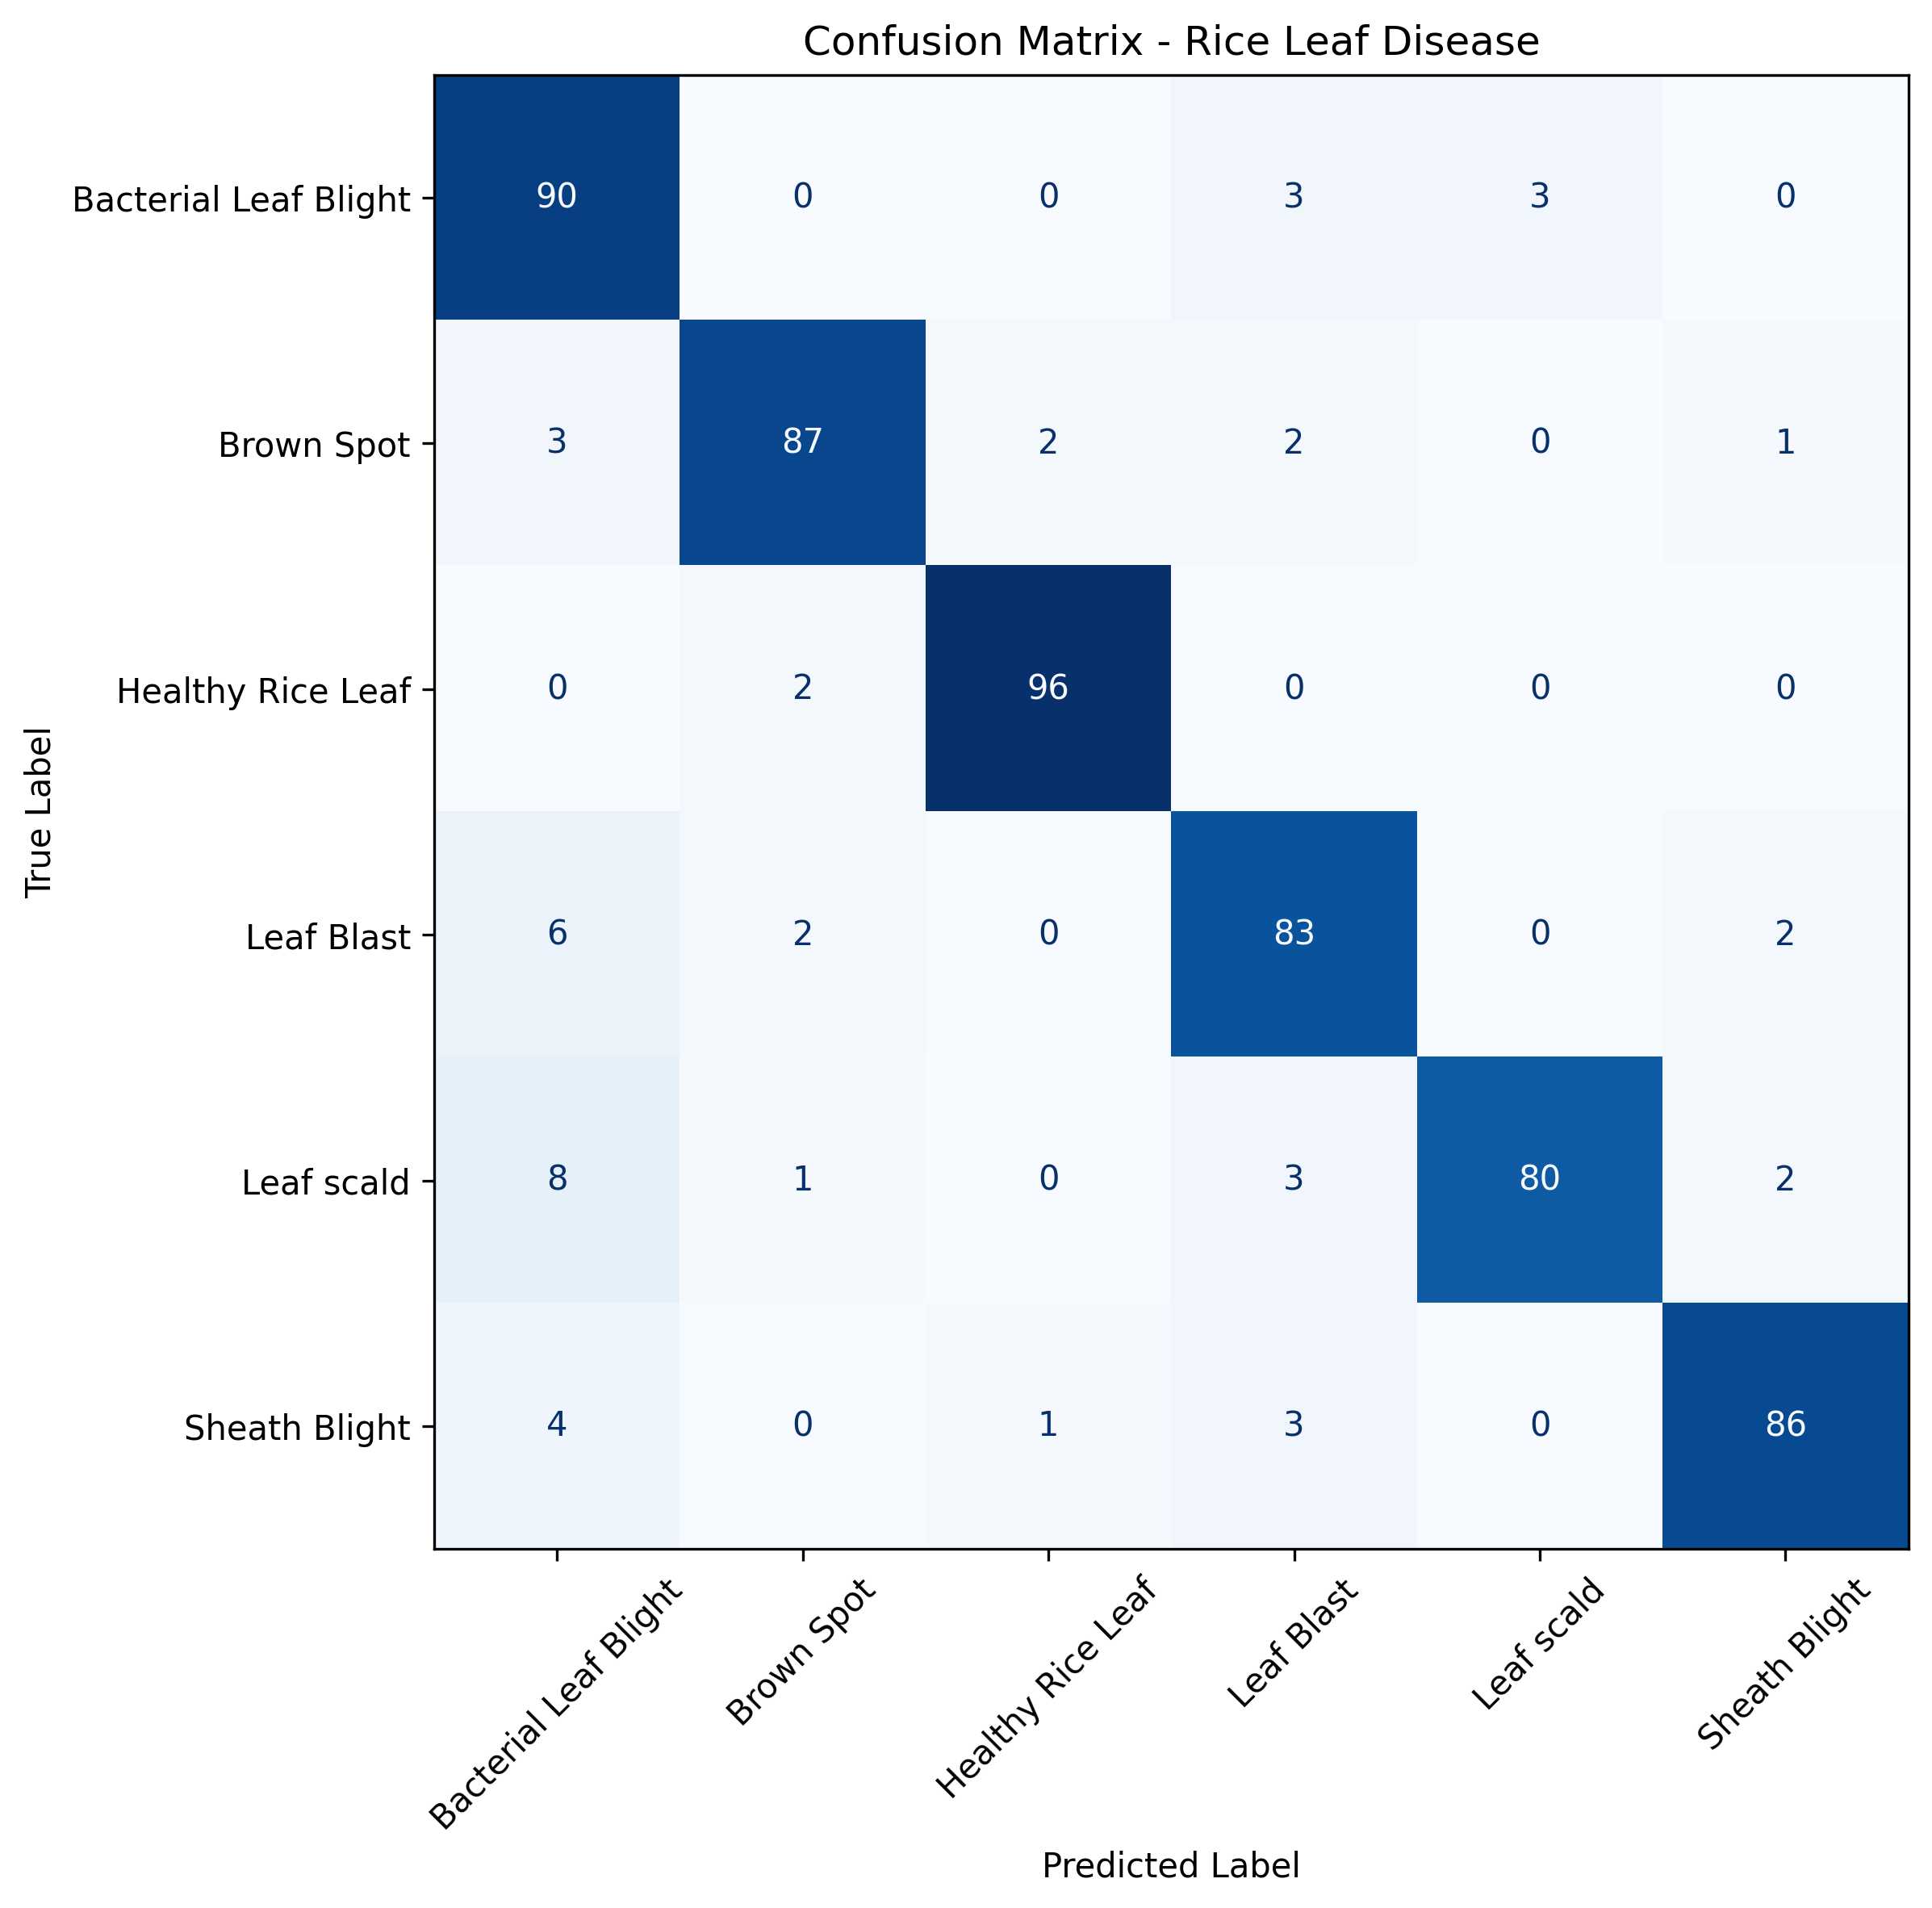 Confusion Matrix - Rice Leaf Disease
Bacterial Leaf Blight 90 0 0 3 3 0
Brown Spot 3 87 2 2 0 1
Healthy Rice Leaf 0 2 96 0 0 0
Leaf Blast 6 2 0 83 0 2
Leaf scald 8 1 0 3 80 2
Sheath Blight 4 0 1 3 0 86
True Label
Bacterial Leaf Blight
Brown Spot
Healthy Rice Leaf
Leaf Blast
Leaf scald
Sheath Blight
Predicted Label